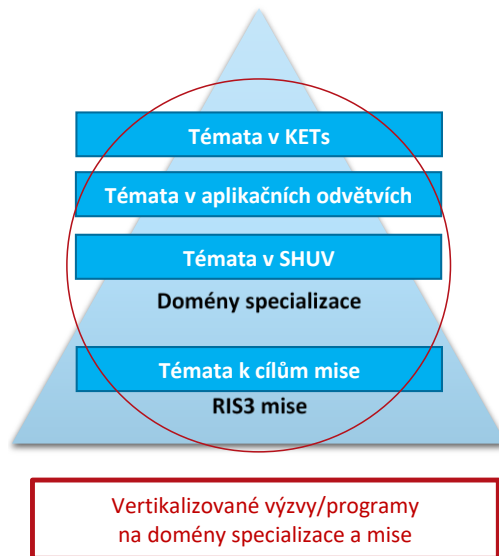 Témata v KETs
Témata v aplikačních odvětvích
Témata v SHUV
Domény specializace
Témata k cílům mise
RIS3 mise
Vertikalizované výzvy/programy
na domény specializace a mise